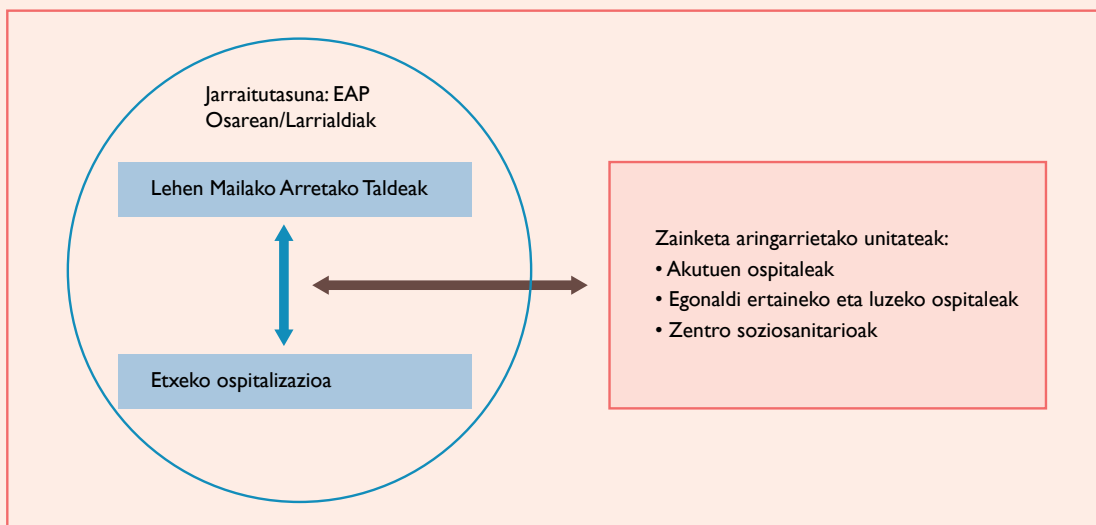 Jarraitutasuna: EAP
Osarean/Larrialdiak
Lehen Mailako Arretako Taldeak
Etxeko ospitalizazioa
Zainketa aringarrietako unitateak:
• Akutuen ospitaleak
• Egonaldi ertaineko eta luzeko ospitaleak
• Zentro soziosanitarioak